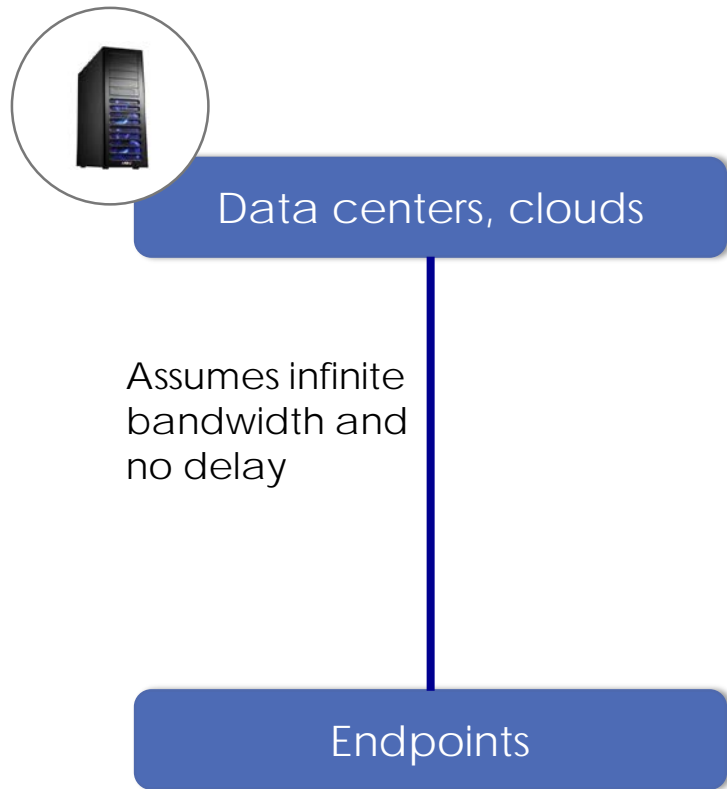 Data centers, clouds
Assumes infinite
bandwidth and
no delay
Endpoints